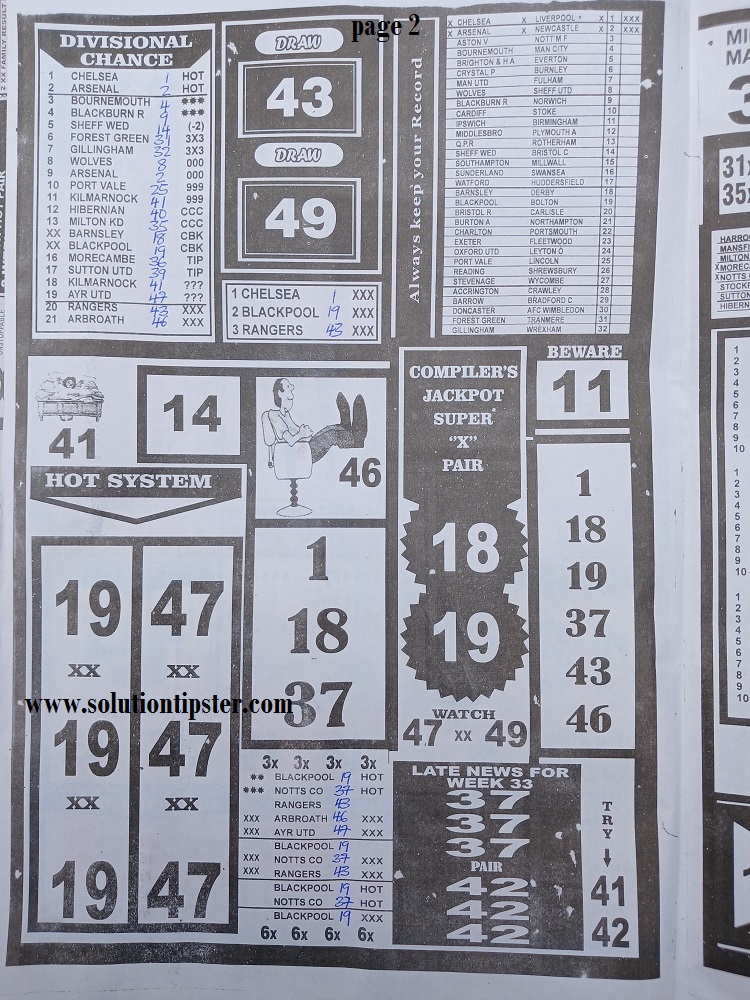 page 2
DIVISIONAL
CHANCE
1 CHELSEA 1 HOT
2 ARSENAL 2 HOT
3 BOURNEMOUTH 4 ***
4 BLACKBURN R 9 ***
5 SHEFF WED 14 (-2)
6 FOREST GREEN 31 3X3
7 GILLINGHAM 32 3X3
8 WOLVES 8 000
9 ARSENAL 2 000
10 PORT VALE 25 999
11 KILMARNOCK 41 999
12 HIBERNIAN 40 CCC
13 MILTON KD 35 CCC
XX BARNSLEY 18 CBK
XX BLACKPOOL 19 CBK
16 MORECAMBE 36 TIP
17 SUTTON UTD 39 TIP
18 KILMARNOCK 41 ???
19 AYR UTD 47 ???
20 RANGERS 43 XXX
21 ARBROATH 46 XXX
DRAW
43
DRAW
49
1 CHELSEA 1 XXX
2 BLACKPOOL 19 XXX
3 RANGERS 43 XXX
Always keep your Record
X CHELSEA X LIVERPOOL * X 1 XXX
X ARSENAL X NEWCASTLE X 2 XXX
ASTON V NOTT'M F 3
BOURNEMOUTH MAN CITY 4
BRIGHTON & H A EVERTON 5
CRYSTAL P BURNLEY 6
MAN UTD FULHAM 7
WOLVES SHEFF UTD 8
BLACKBURN R NORWICH 9
CARDIFF STOKE 10
IPSWICH BIRMINGHAM 11
MIDDLESBRO PLYMOUTH A 12
Q.P.R ROTHERHAM 13
SHEFF WED BRISTOL C 14
SOUTHAMPTON MILLWALL 15
SUNDERLAND SWANSEA 16
WATFORD HUDDERSFIELD 17
BARNSLEY DERBY 18
BLACKPOOL BOLTON 19
BRISTOL R CARLISLE 20
BURTON A NORTHAMPTON 21
CHARLTON PORTSMOUTH 22
EXETER FLEETWOOD 23
OXFORD UTD LEYTON O 24
PORT VALE LINCOLN 25
READING SHREWSBURY 26
STEVENAGE WYCOMBE 27
ACCRINGTON CRAWLEY 28
BARROW BRADFORD C 29
DONCASTER AFC WIMBLEDON 30
FOREST GREEN TRANMERE 31
GILLINGHAM WREXHAM 32
41
14
46
HOT SYSTEM
19 47
XX XX
19 47
XX XX
19 47
1
18
37
3x 3x 3x 3x
** BLACKPOOL 19 HOT
*** NOTTS CO 37 HOT
RANGERS 43
XXX ARBROATH 46 XXX
XXX AYR UTD 47 XXX
BLACKPOOL 19
XXX NOTTS CO 37 XXX
XXX RANGERS 43 XXX
BLACKPOOL 19 HOT
NOTTS CO 37 HOT
BLACKPOOL 19 XXX
6x 6x 6x 6x
COMPILER'S
JACKPOT
SUPER
"X"
PAIR
18
19
WATCH
47 xx 49
BEWARE
11
1
18
19
37
43
46
LATE NEWS FOR
WEEK 33
37
37
37
PAIR
42
42
42
TRY
41
42
www.solutiontipster.com